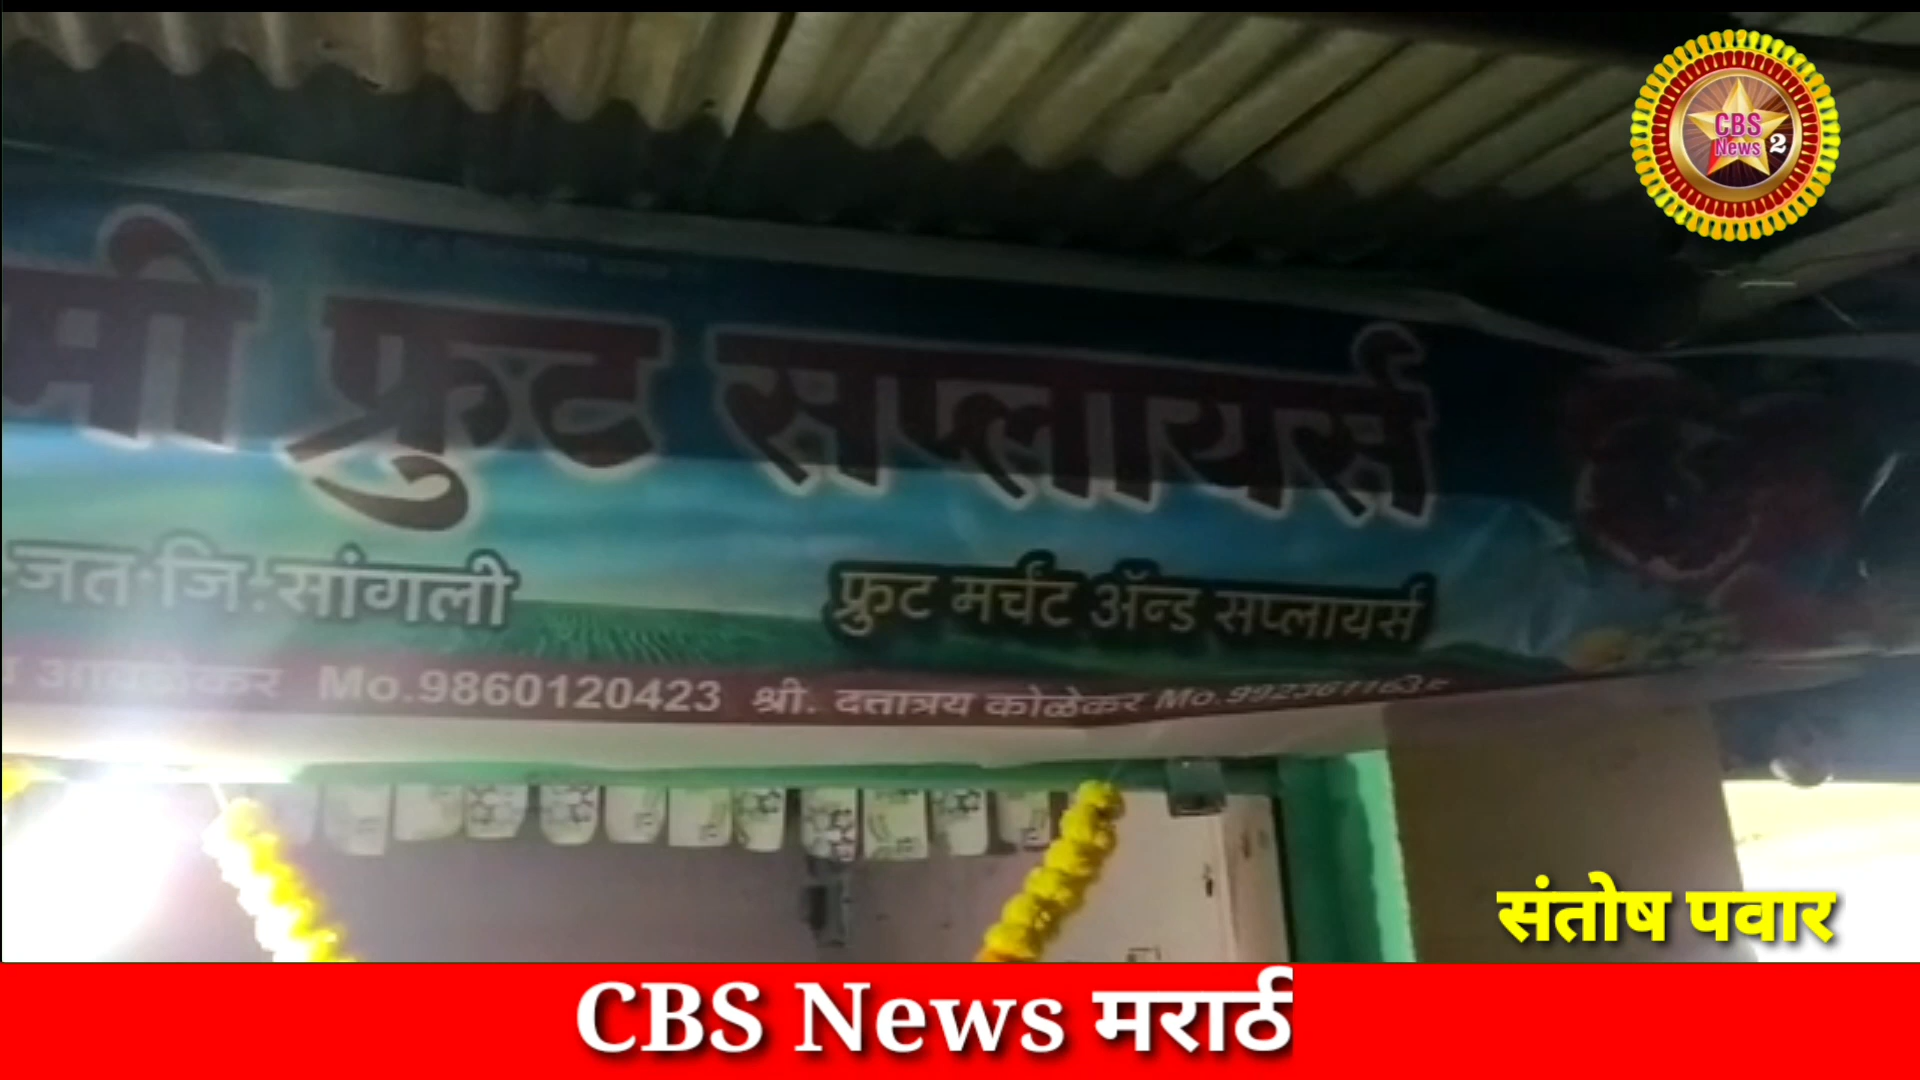 CBS
News 2
फ्रुट सप्लायर्स
जत जि: सांगली
फ्रुट मर्चंट ॲन्ड सप्लायर्स
Mo.9860120423 श्री. दत्तात्रय कोळेकर Mo.
संतोष पवार
CBS News मराठ